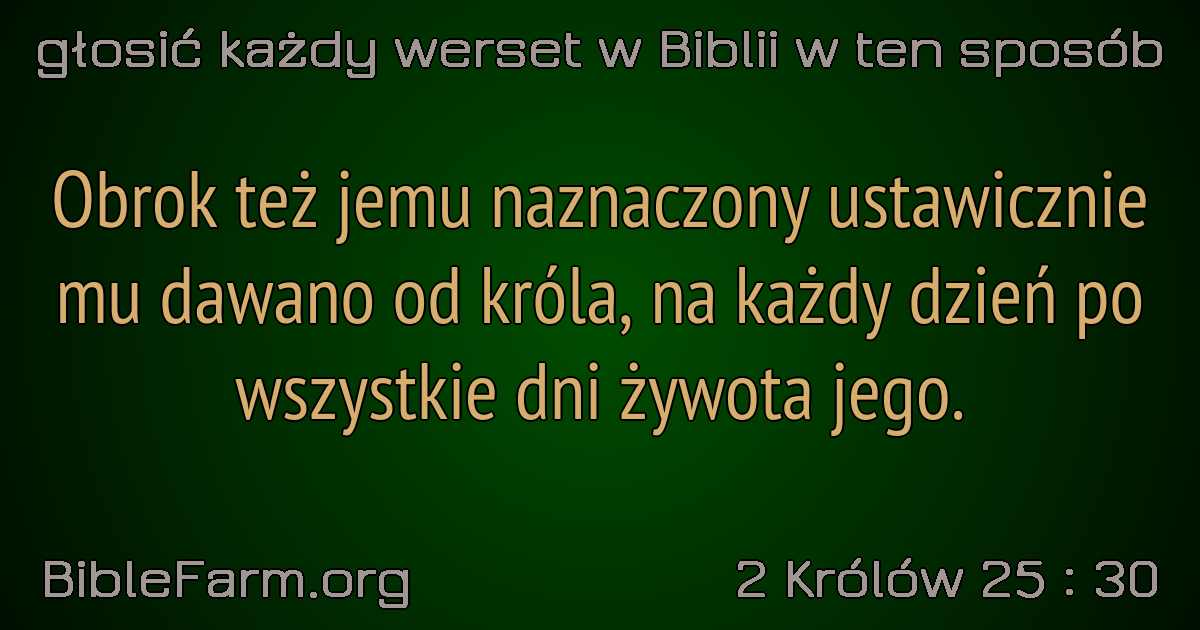 głosić każdy werset w Biblii w ten sposób
Obrok też jemu naznaczony ustawicznie
mu dawano od króla, na każdy dzień po
wszystkie dni żywota jego.
BibleFarm.org
2 Królów 25 : 30